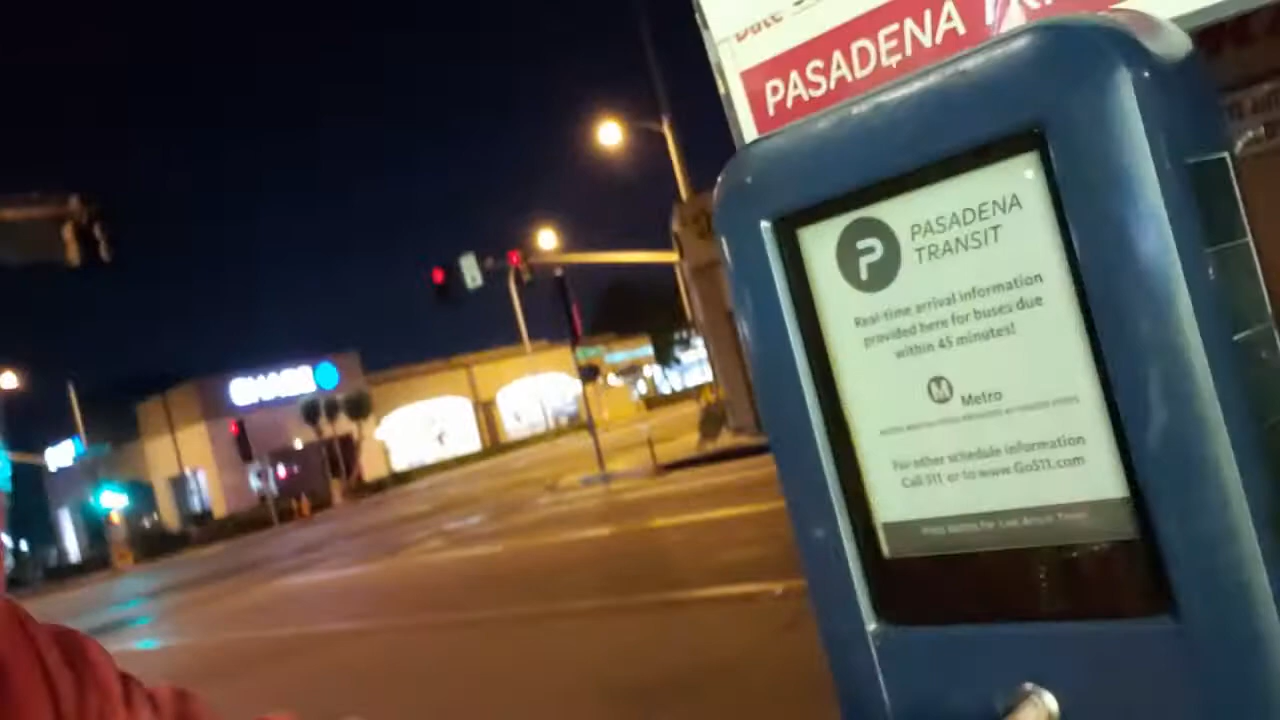 PASADENA
P PASADENA
TRANSIT
Real-time arrival information
provided here for buses due
within 45 minutes!
M Metro
For other schedule information
Call 511 or to www.Go511.com
CHASE